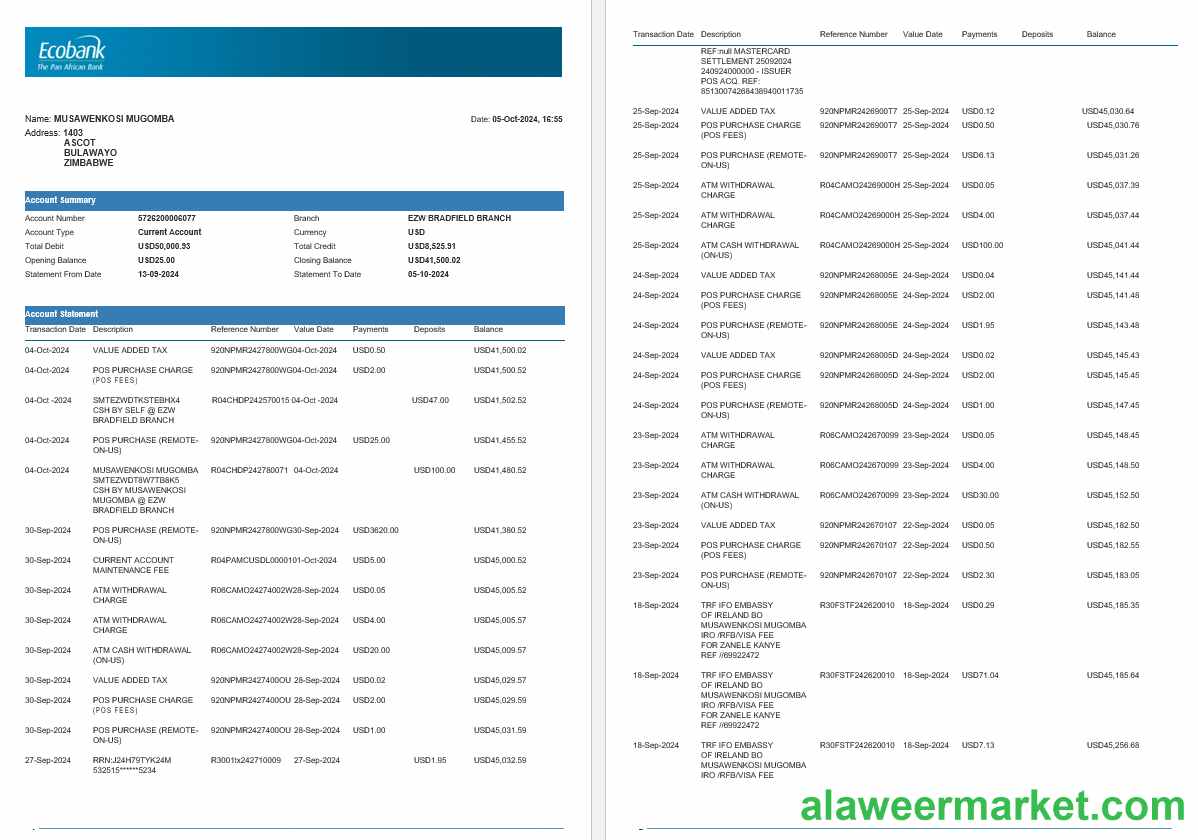 Ecobank
The Pan African Bank
Name: MUSAWENKOSI MUGOMBA
Date: 05-Oct-2024, 16:55
Address: 1403
ASCOT
BULAWAYO
ZIMBABWE
Account Summary
Account Number 5726200006077 Branch EZW BRADFIELD BRANCH
Account Type Current Account Currency USD
Total Debit USD50,000.93 Total Credit USD8,525.91
Opening Balance USD25.00 Closing Balance USD41,500.02
Statement From Date 13-09-2024 Statement To Date 05-10-2024
Account Statement
Transaction Date Description Reference Number Value Date Payments Deposits Balance
04-Oct-2024 VALUE ADDED TAX 920NPMR2427800WG04-Oct-2024 USD0.50 USD41,500.02
04-Oct-2024 POS PURCHASE CHARGE 920NPMR2427800WG04-Oct-2024 USD2.00 USD41,500.52
(POS FEES)
04-Oct -2024 SMTEZWDTKSTEBHX4 R04CHDP242570015 04-Oct -2024 USD47.00 USD41,502.52
CSH BY SELF @ EZW
BRADFIELD BRANCH
04-Oct-2024 POS PURCHASE (REMOTE- 920NPMR2427800WG04-Oct-2024 USD25.00 USD41,455.52
ON-US)
04-Oct-2024 MUSAWENKOSI MUGOMBA R04CHDP242780071 04-Oct-2024 USD100.00 USD41,480.52
SMTEZWDT8W7TB8K5
CSH BY MUSAWENKOSI
MUGOMBA @ EZW
BRADFIELD BRANCH
30-Sep-2024 POS PURCHASE (REMOTE- 920NPMR2427800WG30-Sep-2024 USD3620.00 USD41,380.52
ON-US)
30-Sep-2024 CURRENT ACCOUNT R04PAMCUSDL0000101-Oct-2024 USD5.00 USD45,000.52
MAINTENANCE FEE
30-Sep-2024 ATM WITHDRAWAL R06CAMO24274002W28-Sep-2024 USD0.05 USD45,005.52
CHARGE
30-Sep-2024 ATM WITHDRAWAL R06CAMO24274002W28-Sep-2024 USD4.00 USD45,005.57
CHARGE
30-Sep-2024 ATM CASH WITHDRAWAL R06CAMO24274002W28-Sep-2024 USD20.00 USD45,009.57
(ON-US)
30-Sep-2024 VALUE ADDED TAX 920NPMR2427400OU 28-Sep-2024 USD0.02 USD45,029.57
30-Sep-2024 POS PURCHASE CHARGE 920NPMR2427400OU 28-Sep-2024 USD2.00 USD45,029.59
(POS FEES)
30-Sep-2024 POS PURCHASE (REMOTE- 920NPMR2427400OU 28-Sep-2024 USD1.00 USD45,031.59
ON-US)
27-Sep-2024 RRN:J24H79TYK24M R3001tx242710009 27-Sep-2024 USD1.95 USD45,032.59
532515******5234
Transaction Date Description Reference Number Value Date Payments Deposits Balance
REF:null MASTERCARD
SETTLEMENT 25092024
240924000000 - ISSUER
POS ACQ. REF:
85130074268438940011735
25-Sep-2024 VALUE ADDED TAX 920NPMR2426900T7 25-Sep-2024 USD0.12 USD45,030.64
25-Sep-2024 POS PURCHASE CHARGE 920NPMR2426900T7 25-Sep-2024 USD0.50 USD45,030.76
(POS FEES)
25-Sep-2024 POS PURCHASE (REMOTE- 920NPMR2426900T7 25-Sep-2024 USD6.13 USD45,031.26
ON-US)
25-Sep-2024 ATM WITHDRAWAL R04CAMO24269000H 25-Sep-2024 USD0.05 USD45,037.39
CHARGE
25-Sep-2024 ATM WITHDRAWAL R04CAMO24269000H 25-Sep-2024 USD4.00 USD45,037.44
CHARGE
25-Sep-2024 ATM CASH WITHDRAWAL R04CAMO24269000H 25-Sep-2024 USD100.00 USD45,041.44
(ON-US)
24-Sep-2024 VALUE ADDED TAX 920NPMR24268005E 24-Sep-2024 USD0.04 USD45,141.44
24-Sep-2024 POS PURCHASE CHARGE 920NPMR24268005E 24-Sep-2024 USD2.00 USD45,141.48
(POS FEES)
24-Sep-2024 POS PURCHASE (REMOTE- 920NPMR24268005E 24-Sep-2024 USD1.95 USD45,143.48
ON-US)
24-Sep-2024 VALUE ADDED TAX 920NPMR24268005D 24-Sep-2024 USD0.02 USD45,145.43
24-Sep-2024 POS PURCHASE CHARGE 920NPMR24268005D 24-Sep-2024 USD2.00 USD45,145.45
(POS FEES)
24-Sep-2024 POS PURCHASE (REMOTE- 920NPMR24268005D 24-Sep-2024 USD1.00 USD45,147.45
ON-US)
23-Sep-2024 ATM WITHDRAWAL R06CAMO242670099 23-Sep-2024 USD0.05 USD45,148.45
CHARGE
23-Sep-2024 ATM WITHDRAWAL R06CAMO242670099 23-Sep-2024 USD4.00 USD45,148.50
CHARGE
23-Sep-2024 ATM CASH WITHDRAWAL R06CAMO242670099 23-Sep-2024 USD30.00 USD45,152.50
(ON-US)
23-Sep-2024 VALUE ADDED TAX 920NPMR242670107 22-Sep-2024 USD0.05 USD45,182.50
23-Sep-2024 POS PURCHASE CHARGE 920NPMR242670107 22-Sep-2024 USD0.50 USD45,182.55
(POS FEES)
23-Sep-2024 POS PURCHASE (REMOTE- 920NPMR242670107 22-Sep-2024 USD2.30 USD45,183.05
ON-US)
18-Sep-2024 TRF IFO EMBASSY R30FSTF242620010 18-Sep-2024 USD0.29 USD45,185.35
OF IRELAND BO
MUSAWENKOSI MUGOMBA
IRO /RFB/VISA FEE
FOR ZANELE KANYE
REF //69922472
18-Sep-2024 TRF IFO EMBASSY R30FSTF242620010 18-Sep-2024 USD71.04 USD45,185.64
OF IRELAND BO
MUSAWENKOSI MUGOMBA
IRO /RFB/VISA FEE
FOR ZANELE KANYE
REF //69922472
18-Sep-2024 TRF IFO EMBASSY R30FSTF242620010 18-Sep-2024 USD7.13 USD45,256.68
OF IRELAND BO
MUSAWENKOSI MUGOMBA
IRO /RFB/VISA FEE
alaweermarket.com